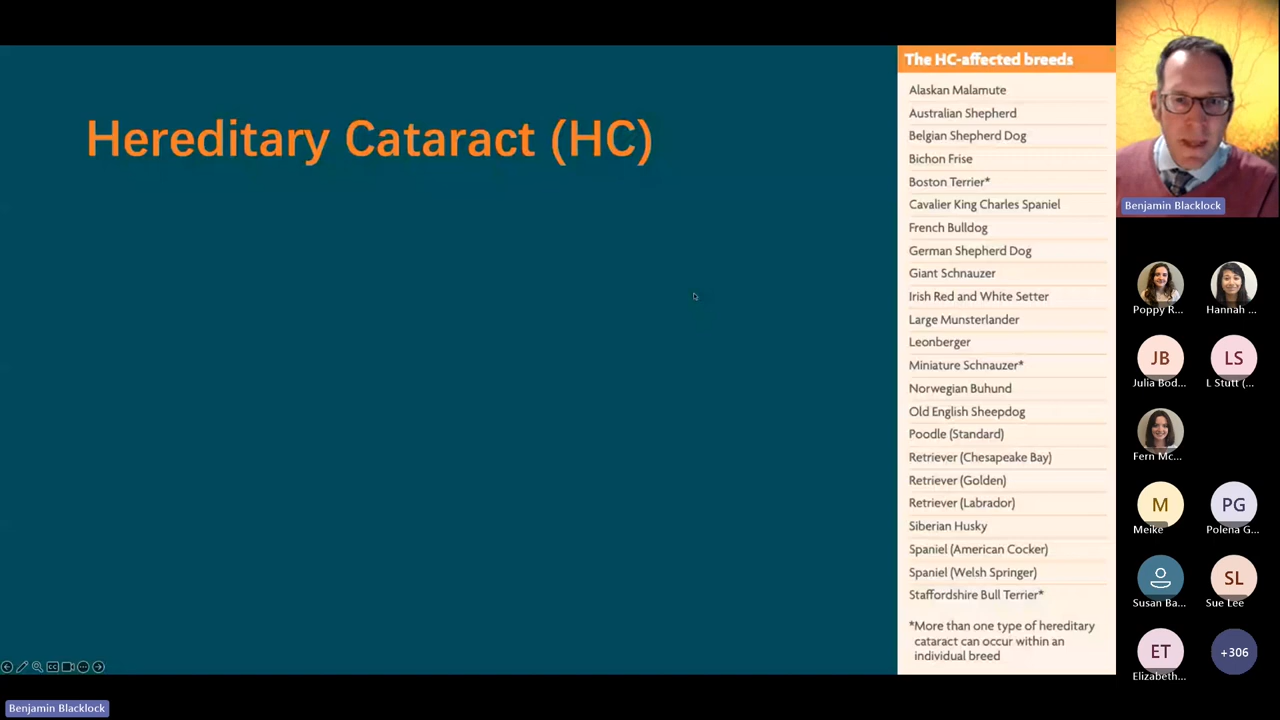 Hereditary Cataract (HC)
The HC-affected breeds
Alaskan Malamute
Australian Shepherd
Belgian Shepherd Dog
Bichon Frise
Boston Terrier*
Cavalier King Charles Spaniel
French Bulldog
German Shepherd Dog
Giant Schnauzer
Irish Red and White Setter
Large Munsterlander
Leonberger
Miniature Schnauzer*
Norwegian Buhund
Old English Sheepdog
Poodle (Standard)
Retriever (Chesapeake Bay)
Retriever (Golden)
Retriever (Labrador)
Siberian Husky
Spaniel (American Cocker)
Spaniel (Welsh Springer)
Staffordshire Bull Terrier*
*More than one type of hereditary
cataract can occur within an
individual breed
Benjamin Blacklock
Poppy R...
Hannah ...
JB
Julia Bod...
LS
L Stutt (...
Fern Mc...
M
Meike
PG
Polena G...
Susan Ba...
SL
Sue Lee
ET
Elizabeth...
+306
Benjamin Blacklock